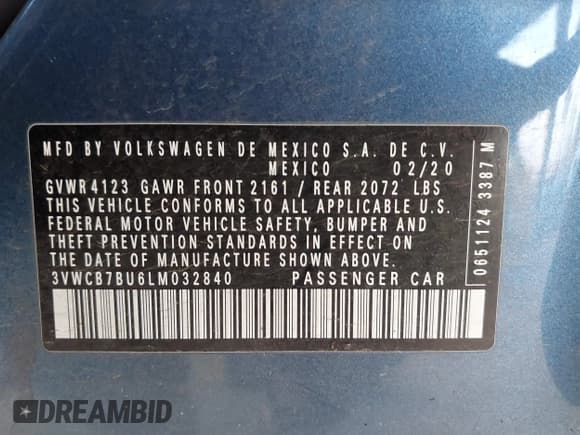 MFD BY VOLKSWAGEN DE MEXICO S.A. DE C.V.
MEXICO 02/20
GVWR4123 GAWR FRONT 2161 / REAR 2072 LBS
THIS VEHICLE CONFORMS TO ALL APPLICABLE U.S.
FEDERAL MOTOR VEHICLE SAFETY, BUMPER AND
THEFT PREVENTION STANDARDS IN EFFECT ON
THE DATE OF MANUFACTURE SHOWN ABOVE.
3VWCB7BU6LM032840 PASSENGER CAR
0651124 3387 M
DREAMBID